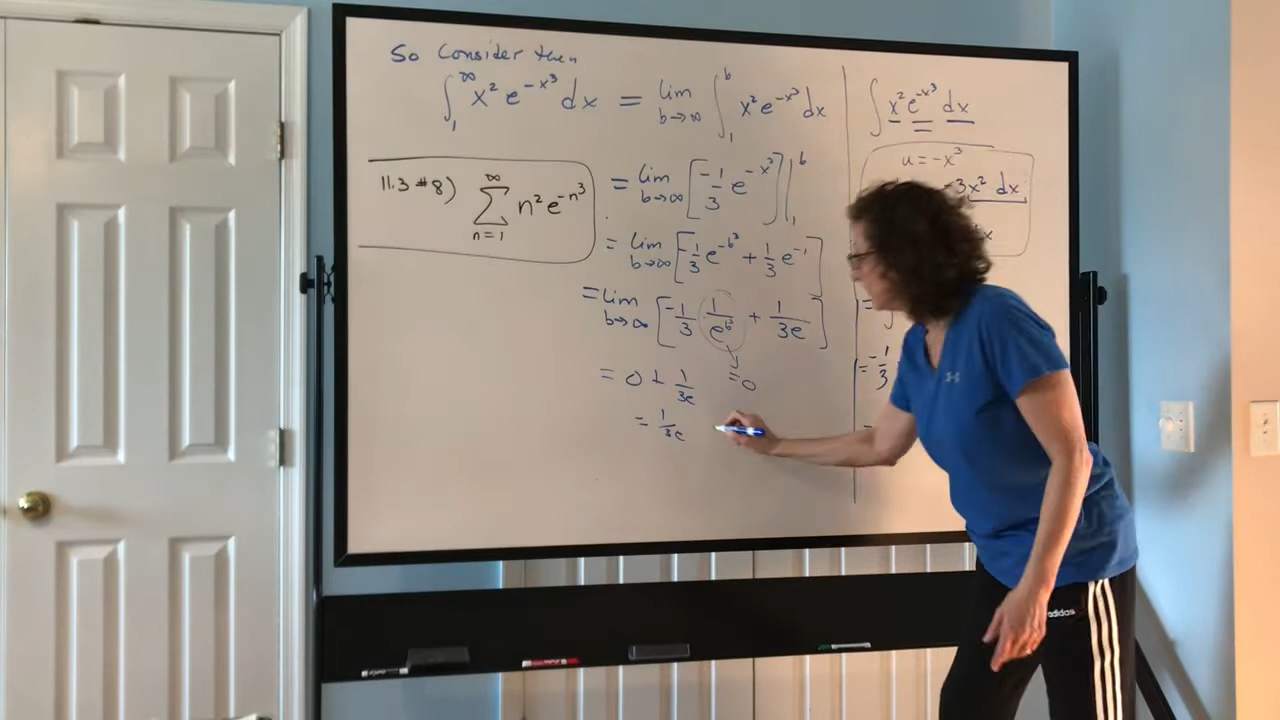 So Consider then
∫₁^∞ x² e^{-x³} dx = lim_{b→∞} ∫₁^b x² e^{-x³} dx
11.3 #8) ∑_{n=1}^∞ n² e^{-n³}
= lim_{b→∞} [-1/3 e^{-x³}] |₁^b
= lim_{b→∞} [-1/3 e^{-b³} + 1/3 e^{-1}]
= lim_{b→∞} [-1/3 1/e^{b³} + 1/3e]
= 0 + 1/3e = 0
= 1/3e
∫ x² e^{-x³} dx
u = -x³
-3x² dx
= -1/3
adidas